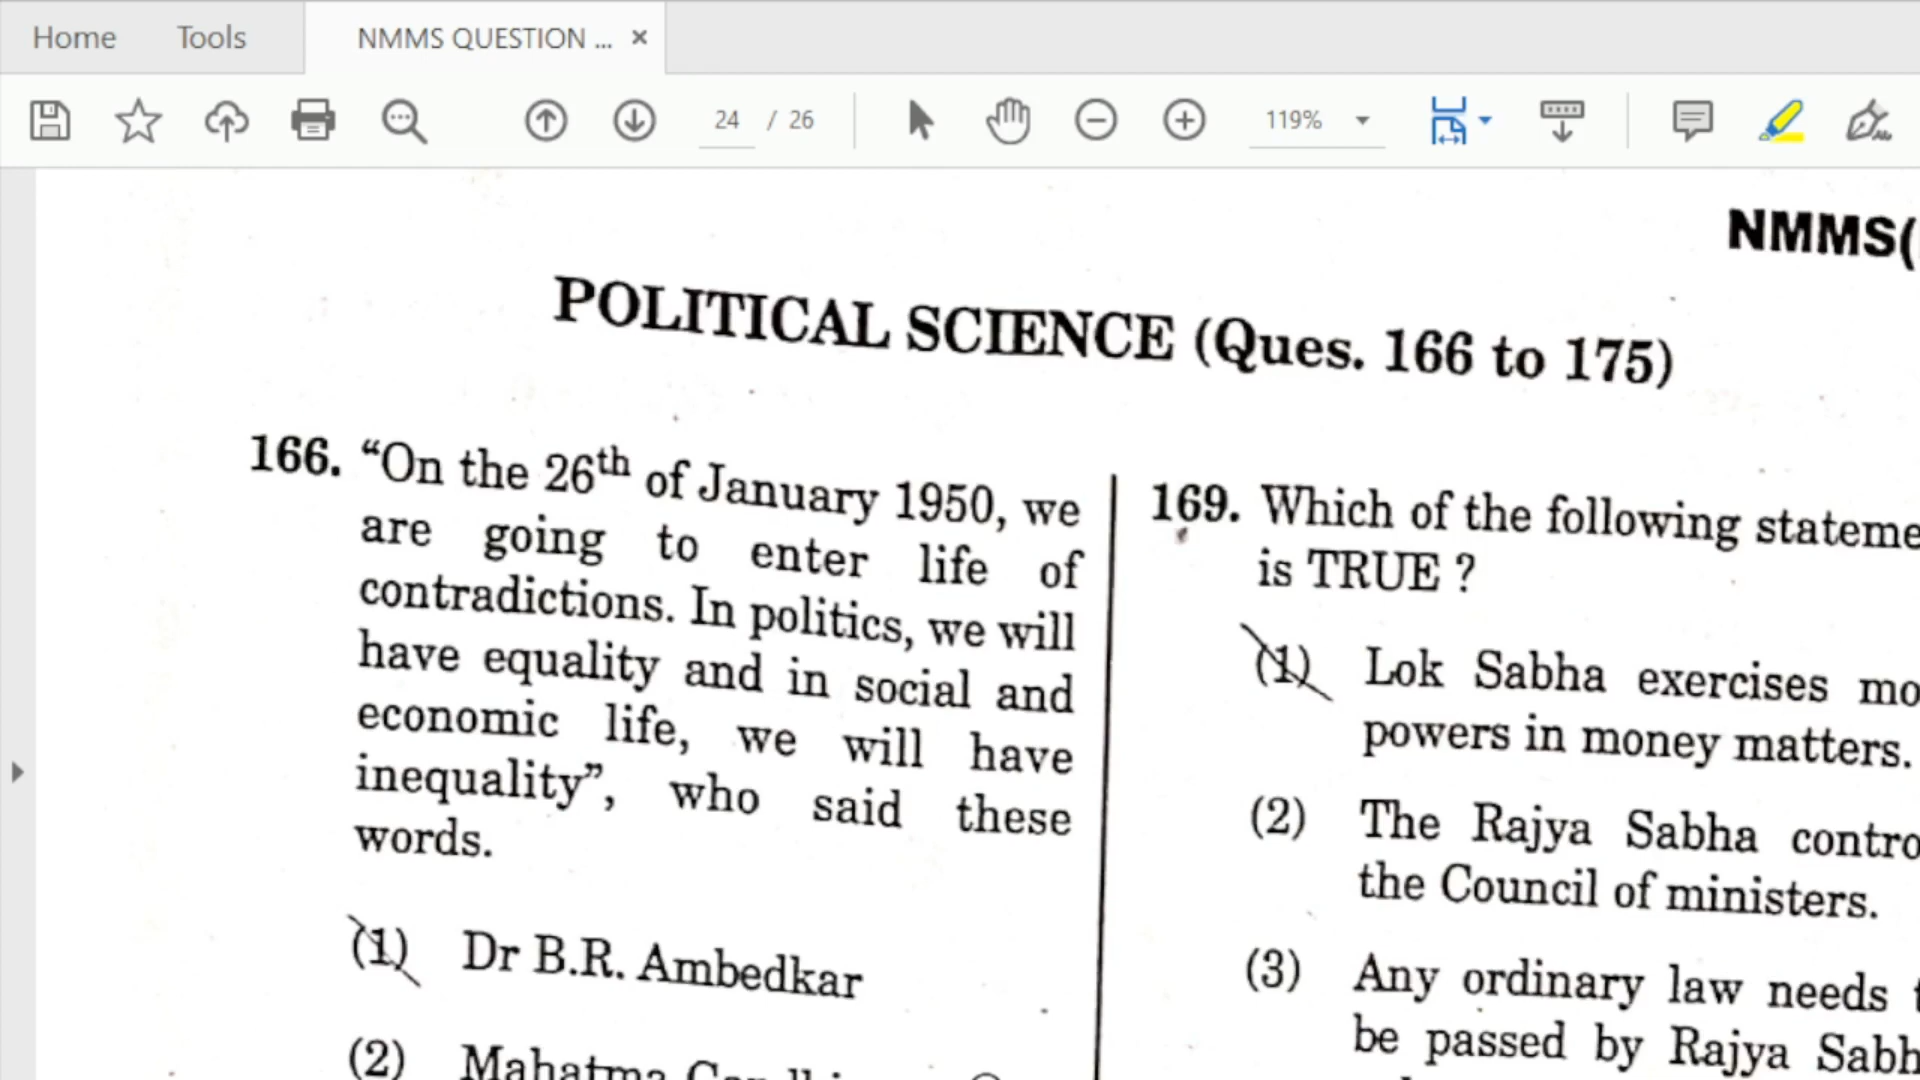 Home Tools NMMS QUESTION ... ×
24 / 26 119%
NMMS(
POLITICAL SCIENCE (Ques. 166 to 175)
166. “On the 26th of January 1950, we
are going to enter life of
contradictions. In politics, we will
have equality and in social and
economic life, we will have
inequality”, who said these
words.
(1) Dr B.R. Ambedkar
(2) Mahatma Gandhi
169. Which of the following stateme
is TRUE ?
(1) Lok Sabha exercises mo
powers in money matters.
(2) The Rajya Sabha contro
the Council of ministers.
(3) Any ordinary law needs t
be passed by Rajya Sabh